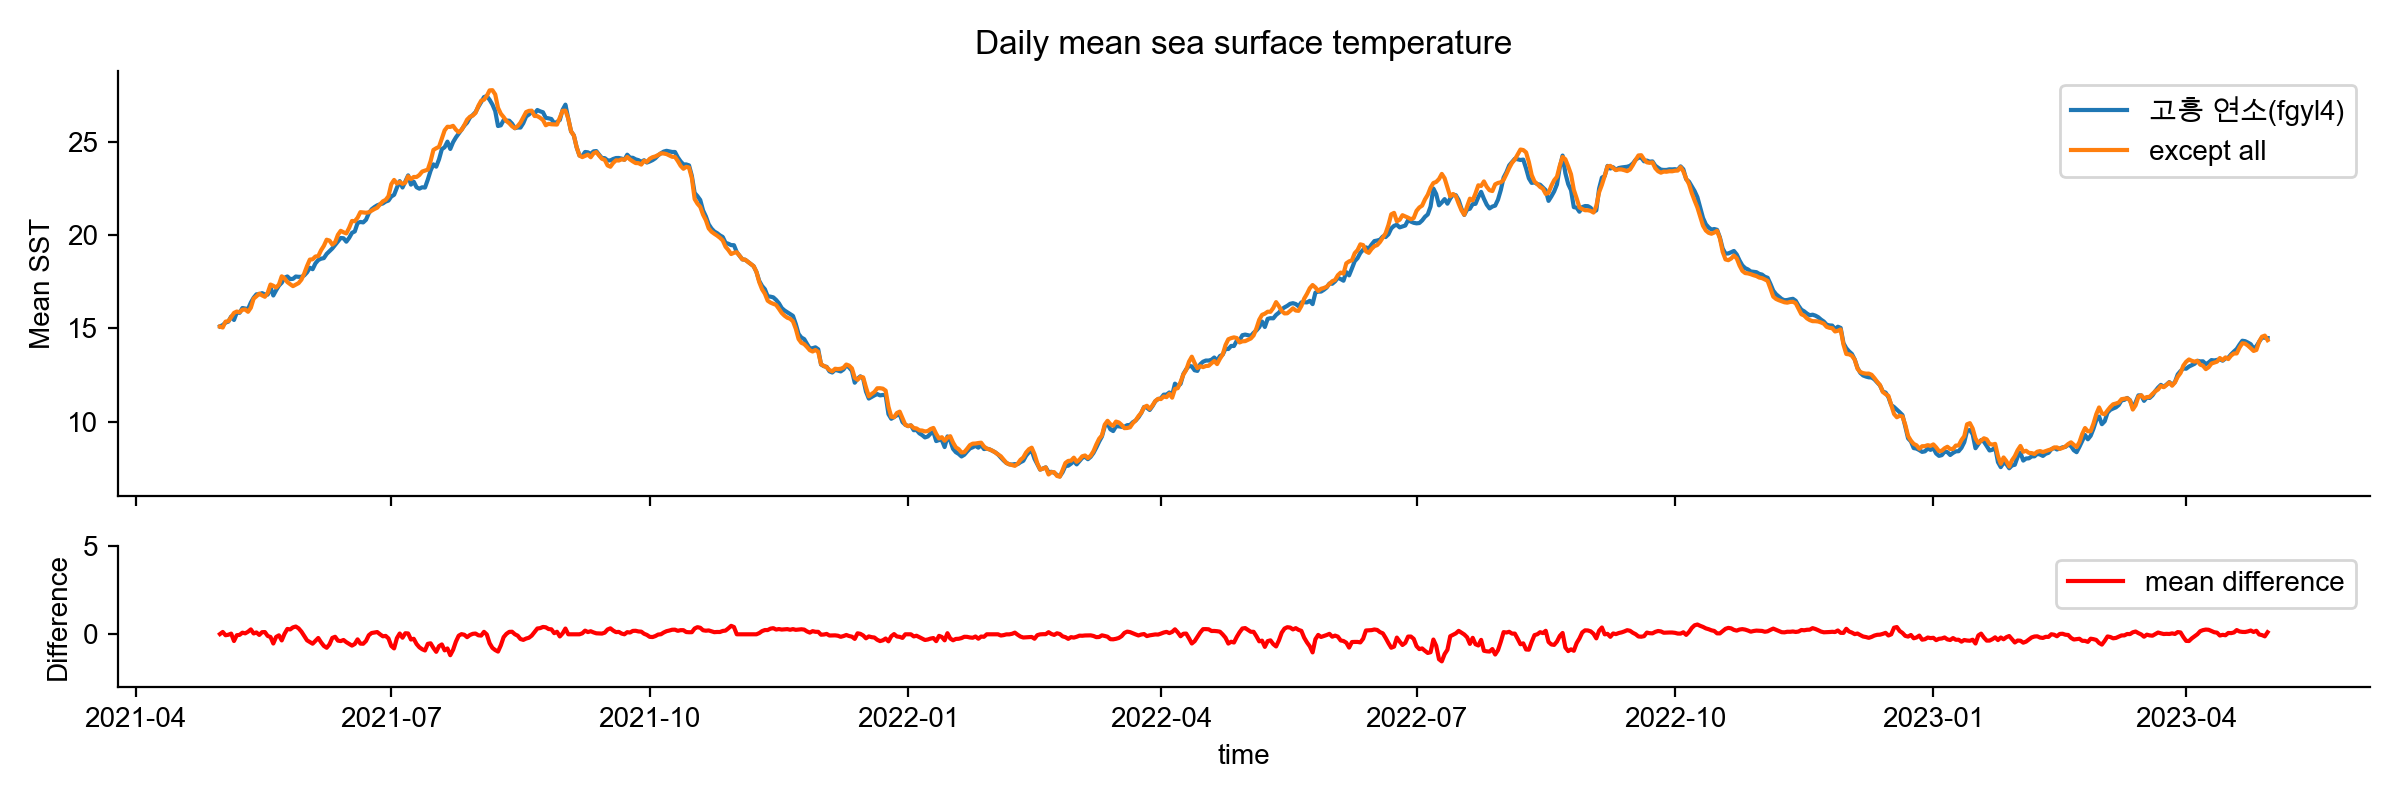 Daily mean sea surface temperature
Mean SST
25
20
15
10
고흥 연소(fgyl4)
except all
Difference
5
0
mean difference
2021-04 2021-07 2021-10 2022-01 2022-04 2022-07 2022-10 2023-01 2023-04
time